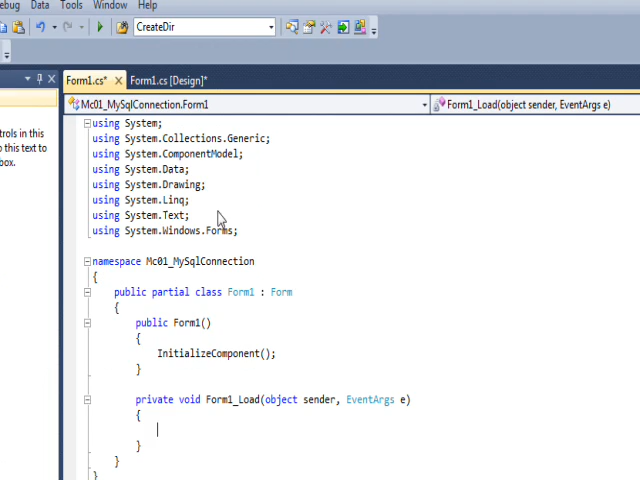 ebug Data Tools Window Help
CreateDir
Form1.cs* Form1.cs [Design]*
Mc01_MySqlConnection.Form1 Form1_Load(object sender, EventArgs e)
trols in this
o this text to
box.
using System;
using System.Collections.Generic;
using System.ComponentModel;
using System.Data;
using System.Drawing;
using System.Linq;
using System.Text;
using System.Windows.Forms;
namespace Mc01_MySqlConnection
{
public partial class Form1 : Form
{
public Form1()
{
InitializeComponent();
}
private void Form1_Load(object sender, EventArgs e)
{
}
}
}